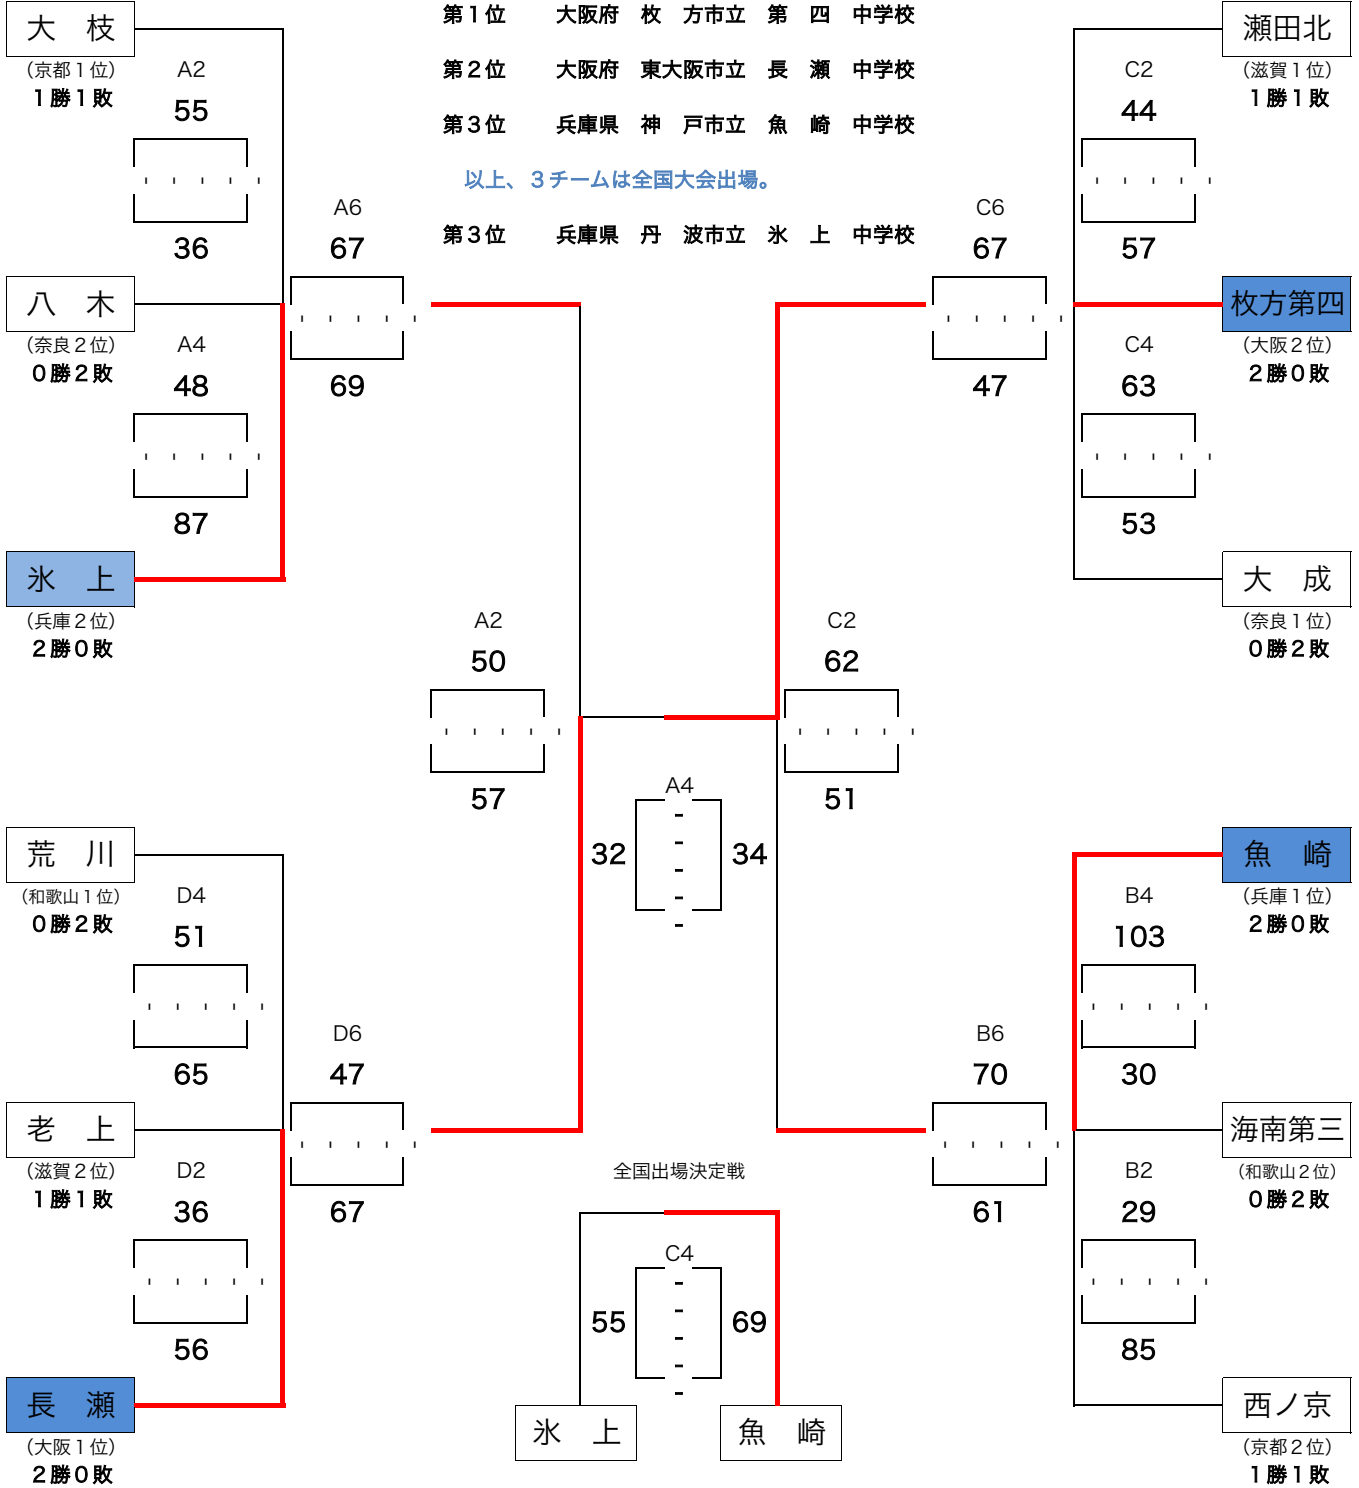 第１位　大阪府　枚　方市立　第　四　中学校
第２位　大阪府　東大阪市立　長　瀬　中学校
第３位　兵庫県　神　戸市立　魚　崎　中学校
以上、３チームは全国大会出場。
第３位　兵庫県　丹　波市立　氷　上　中学校
大　枝
（京都１位）
１勝１敗
A2
55
36
八　木
（奈良２位）
０勝２敗
A4
48
87
氷　上
（兵庫２位）
２勝０敗
A6
67
69
瀬田北
（滋賀１位）
１勝１敗
C2
44
57
枚方第四
（大阪２位）
２勝０敗
C4
63
53
大　成
（奈良１位）
０勝２敗
C6
67
47
A2
50
57
C2
62
51
A4
32
34
荒　川
（和歌山１位）
０勝２敗
D4
51
65
老　上
（滋賀２位）
１勝１敗
D2
36
56
長　瀬
（大阪１位）
２勝０敗
D6
47
67
魚　崎
（兵庫１位）
２勝０敗
B4
103
30
海南第三
（和歌山２位）
０勝２敗
B2
29
85
西ノ京
（京都２位）
１勝１敗
B6
70
61
全国出場決定戦
C4
55
69
氷　上
魚　崎